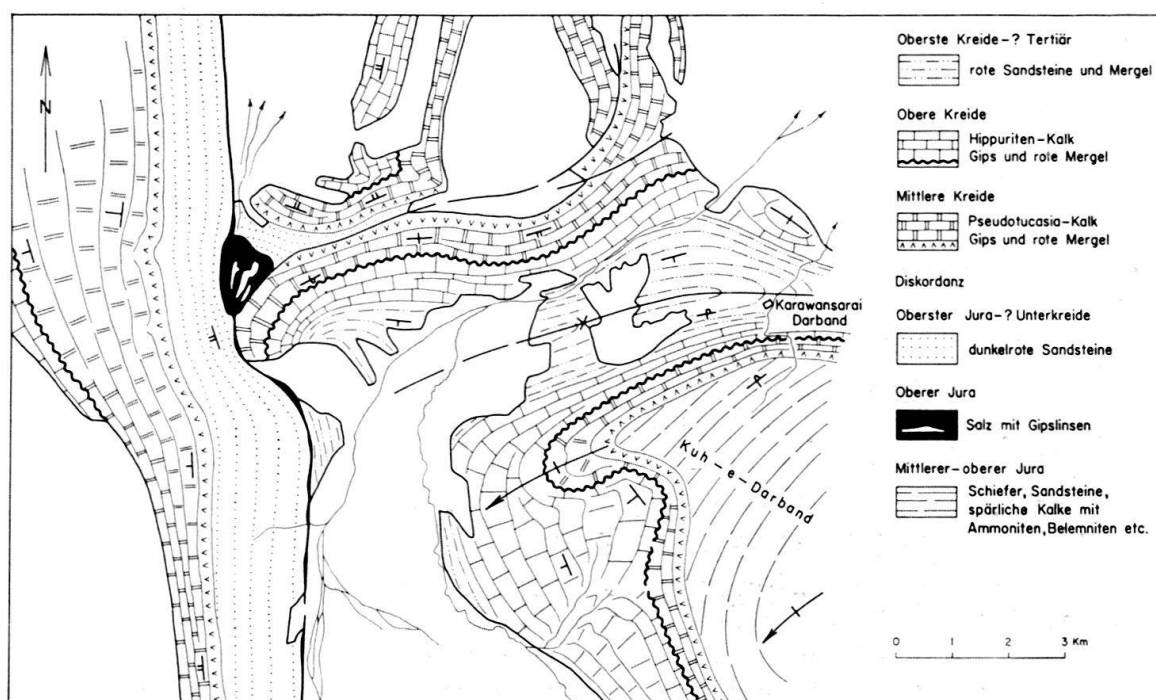 N
Karawansarai
Darband
Kuh-e-Darband
Oberste Kreide-? Tertiär
rote Sandsteine und Mergel
Obere Kreide
Hippuriten-Kalk
Gips und rote Mergel
Mittlere Kreide
Pseudotucasia-Kalk
Gips und rote Mergel
Diskordanz
Oberster Jura-? Unterkreide
dunkelrote Sandsteine
Oberer Jura
Salz mit Gipslinsen
Mittlerer-oberer Jura
Schiefer, Sandsteine,
spärliche Kalke mit
Ammoniten, Belemniten etc.
0 1 2 3 Km